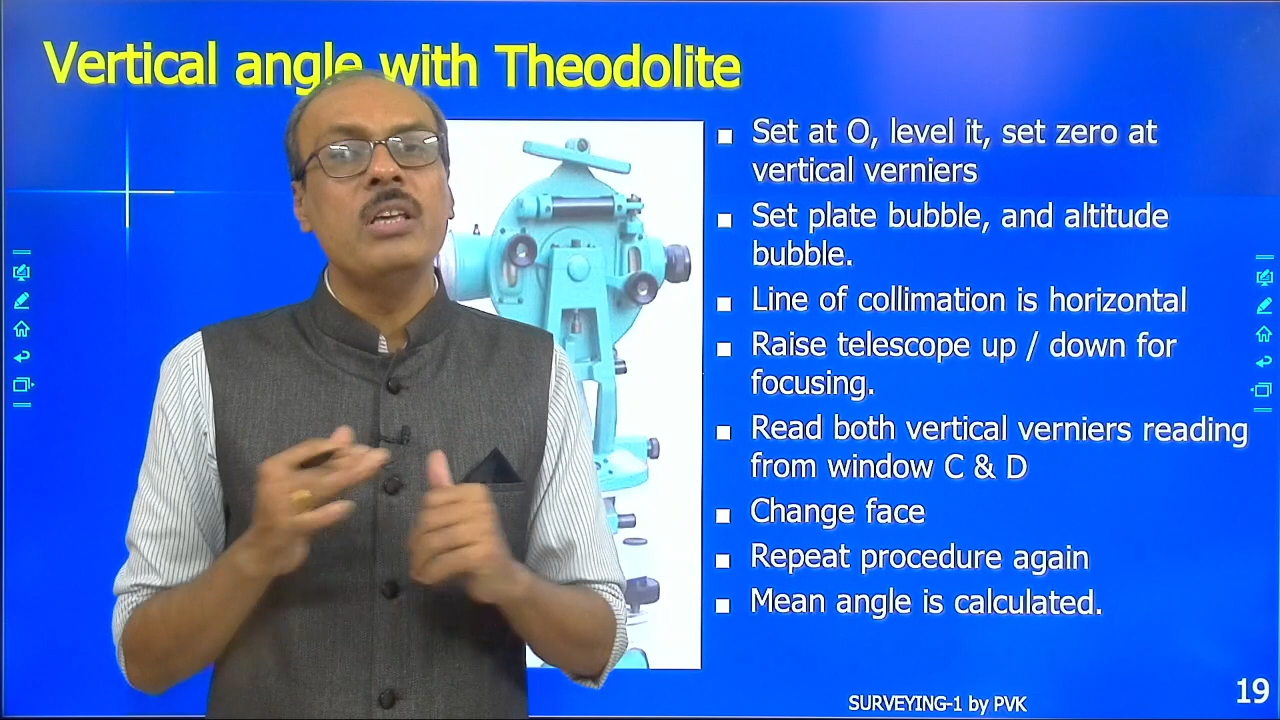 Vertical angle with Theodolite
Set at O, level it, set zero at
vertical verniers
Set plate bubble, and altitude
bubble.
Line of collimation is horizontal
Raise telescope up / down for
focusing.
Read both vertical verniers reading
from window C & D
Change face
Repeat procedure again
Mean angle is calculated.
SURVEYING-1 by PVK
19